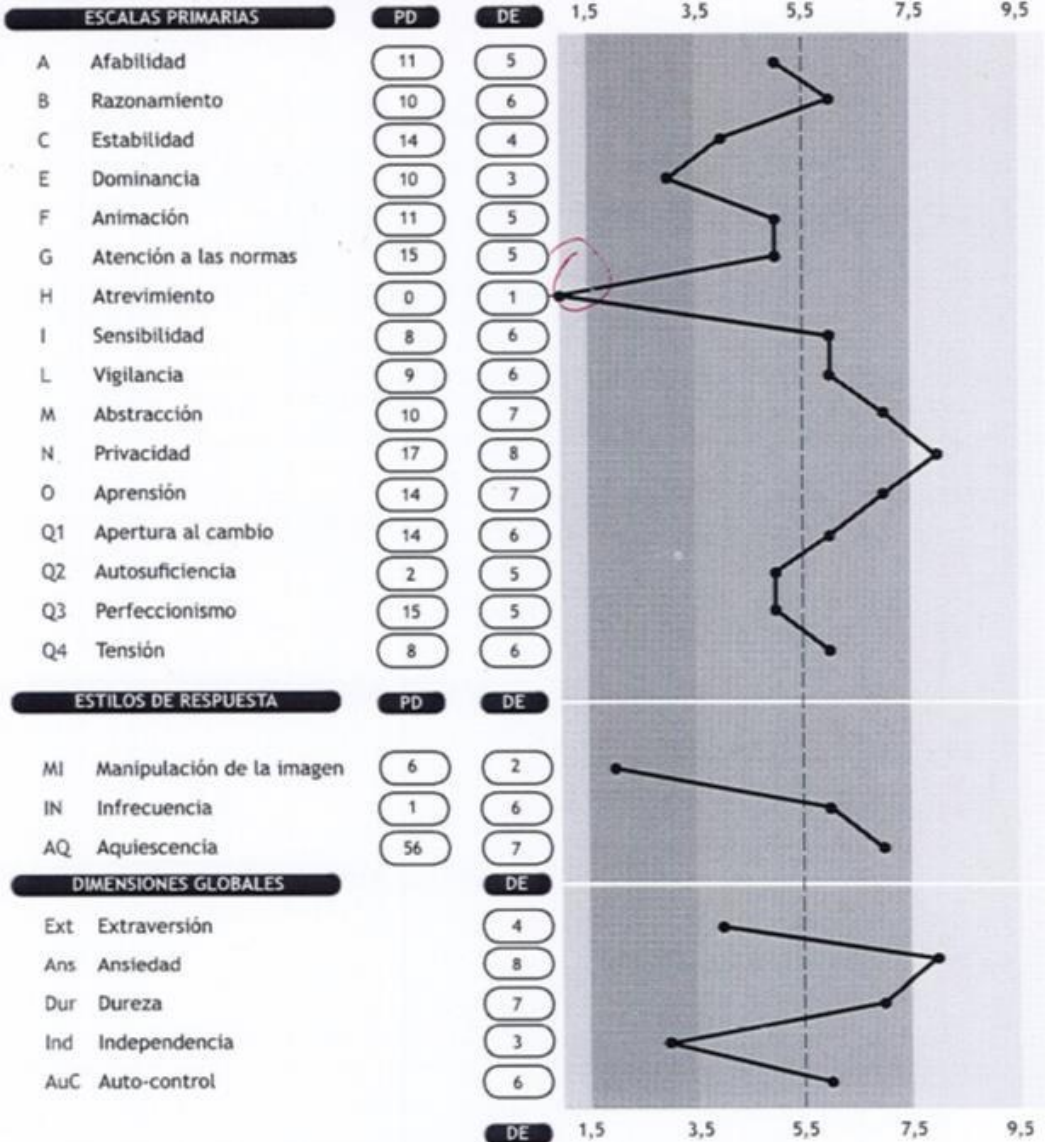 ESCALAS PRIMARIAS PD DE 1,5 3,5 5,5 7,5 9,5
A Afabilidad 11 5
B Razonamiento 10 6
C Estabilidad 14 4
E Dominancia 10 3
F Animación 11 5
G Atención a las normas 15 5
H Atrevimiento 0 1
I Sensibilidad 8 6
L Vigilancia 9 6
M Abstracción 10 7
N Privacidad 17 8
O Aprensión 14 7
Q1 Apertura al cambio 14 6
Q2 Autosuficiencia 2 5
Q3 Perfeccionismo 15 5
Q4 Tensión 8 6
ESTILOS DE RESPUESTA PD DE
MI Manipulación de la imagen 6 2
IN Infrecuencia 1 6
AQ Aquiescencia 56 7
DIMENSIONES GLOBALES DE
Ext Extraversión 4
Ans Ansiedad 8
Dur Dureza 7
Ind Independencia 3
AuC Auto-control 6
DE 1,5 3,5 5,5 7,5 9,5